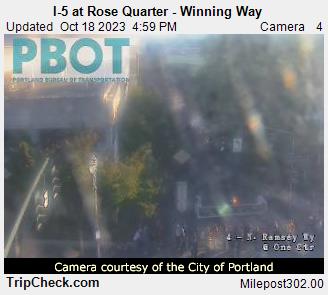 I-5 at Rose Quarter - Winning Way
Updated Oct 18 2023 4:59 PM Camera 4
PBOT
PORTLAND BUREAU OF TRANSPORTATION
4 - N. Ramsey Wy
@ One Ctr
Camera courtesy of the City of Portland
TripCheck.com Milepost302.00